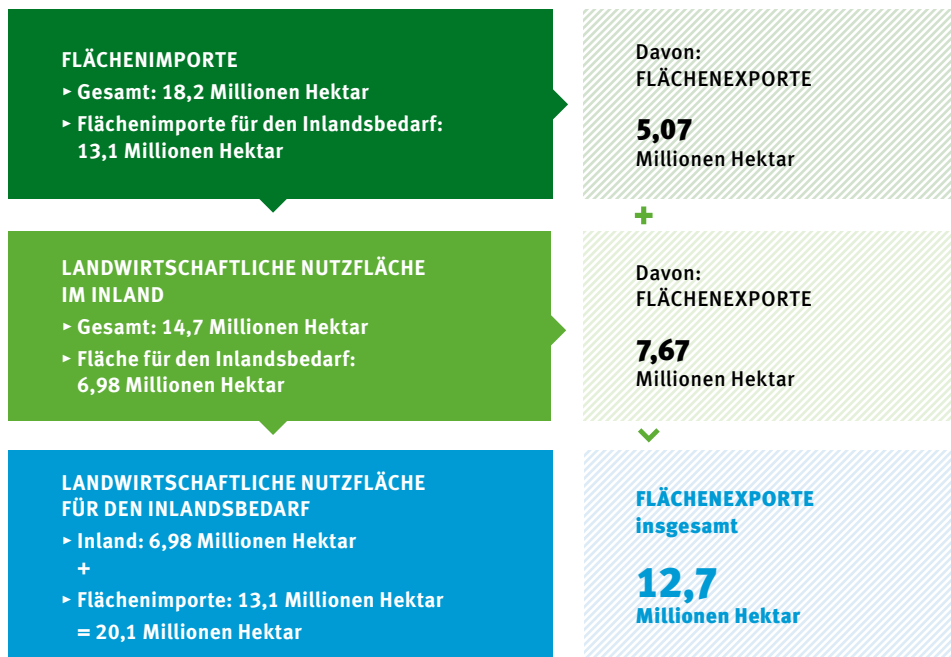 FLÄCHENIMPORTE
▸ Gesamt: 18,2 Millionen Hektar
▸ Flächenimporte für den Inlandsbedarf:
13,1 Millionen Hektar
Davon:
FLÄCHENEXPORTE
5,07
Millionen Hektar
+
LANDWIRTSCHAFTLICHE NUTZFLÄCHE
IM INLAND
▸ Gesamt: 14,7 Millionen Hektar
▸ Fläche für den Inlandsbedarf:
6,98 Millionen Hektar
Davon:
FLÄCHENEXPORTE
7,67
Millionen Hektar
LANDWIRTSCHAFTLICHE NUTZFLÄCHE
FÜR DEN INLANDSBEDARF
▸ Inland: 6,98 Millionen Hektar
+
▸ Flächenimporte: 13,1 Millionen Hektar
= 20,1 Millionen Hektar
FLÄCHENEXPORTE
insgesamt
12,7
Millionen Hektar